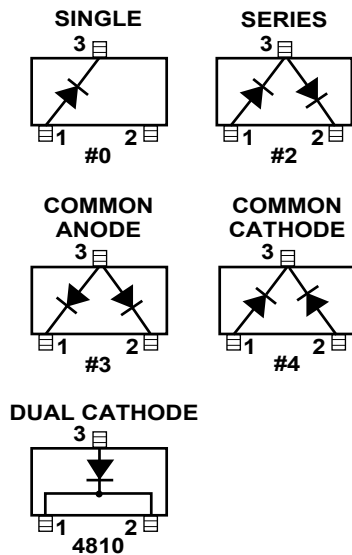 SINGLE
3
1 2
#0
SERIES
3
1 2
#2
COMMON
ANODE
3
1 2
#3
COMMON
CATHODE
3
1 2
#4
DUAL CATHODE
3
1 2
4810